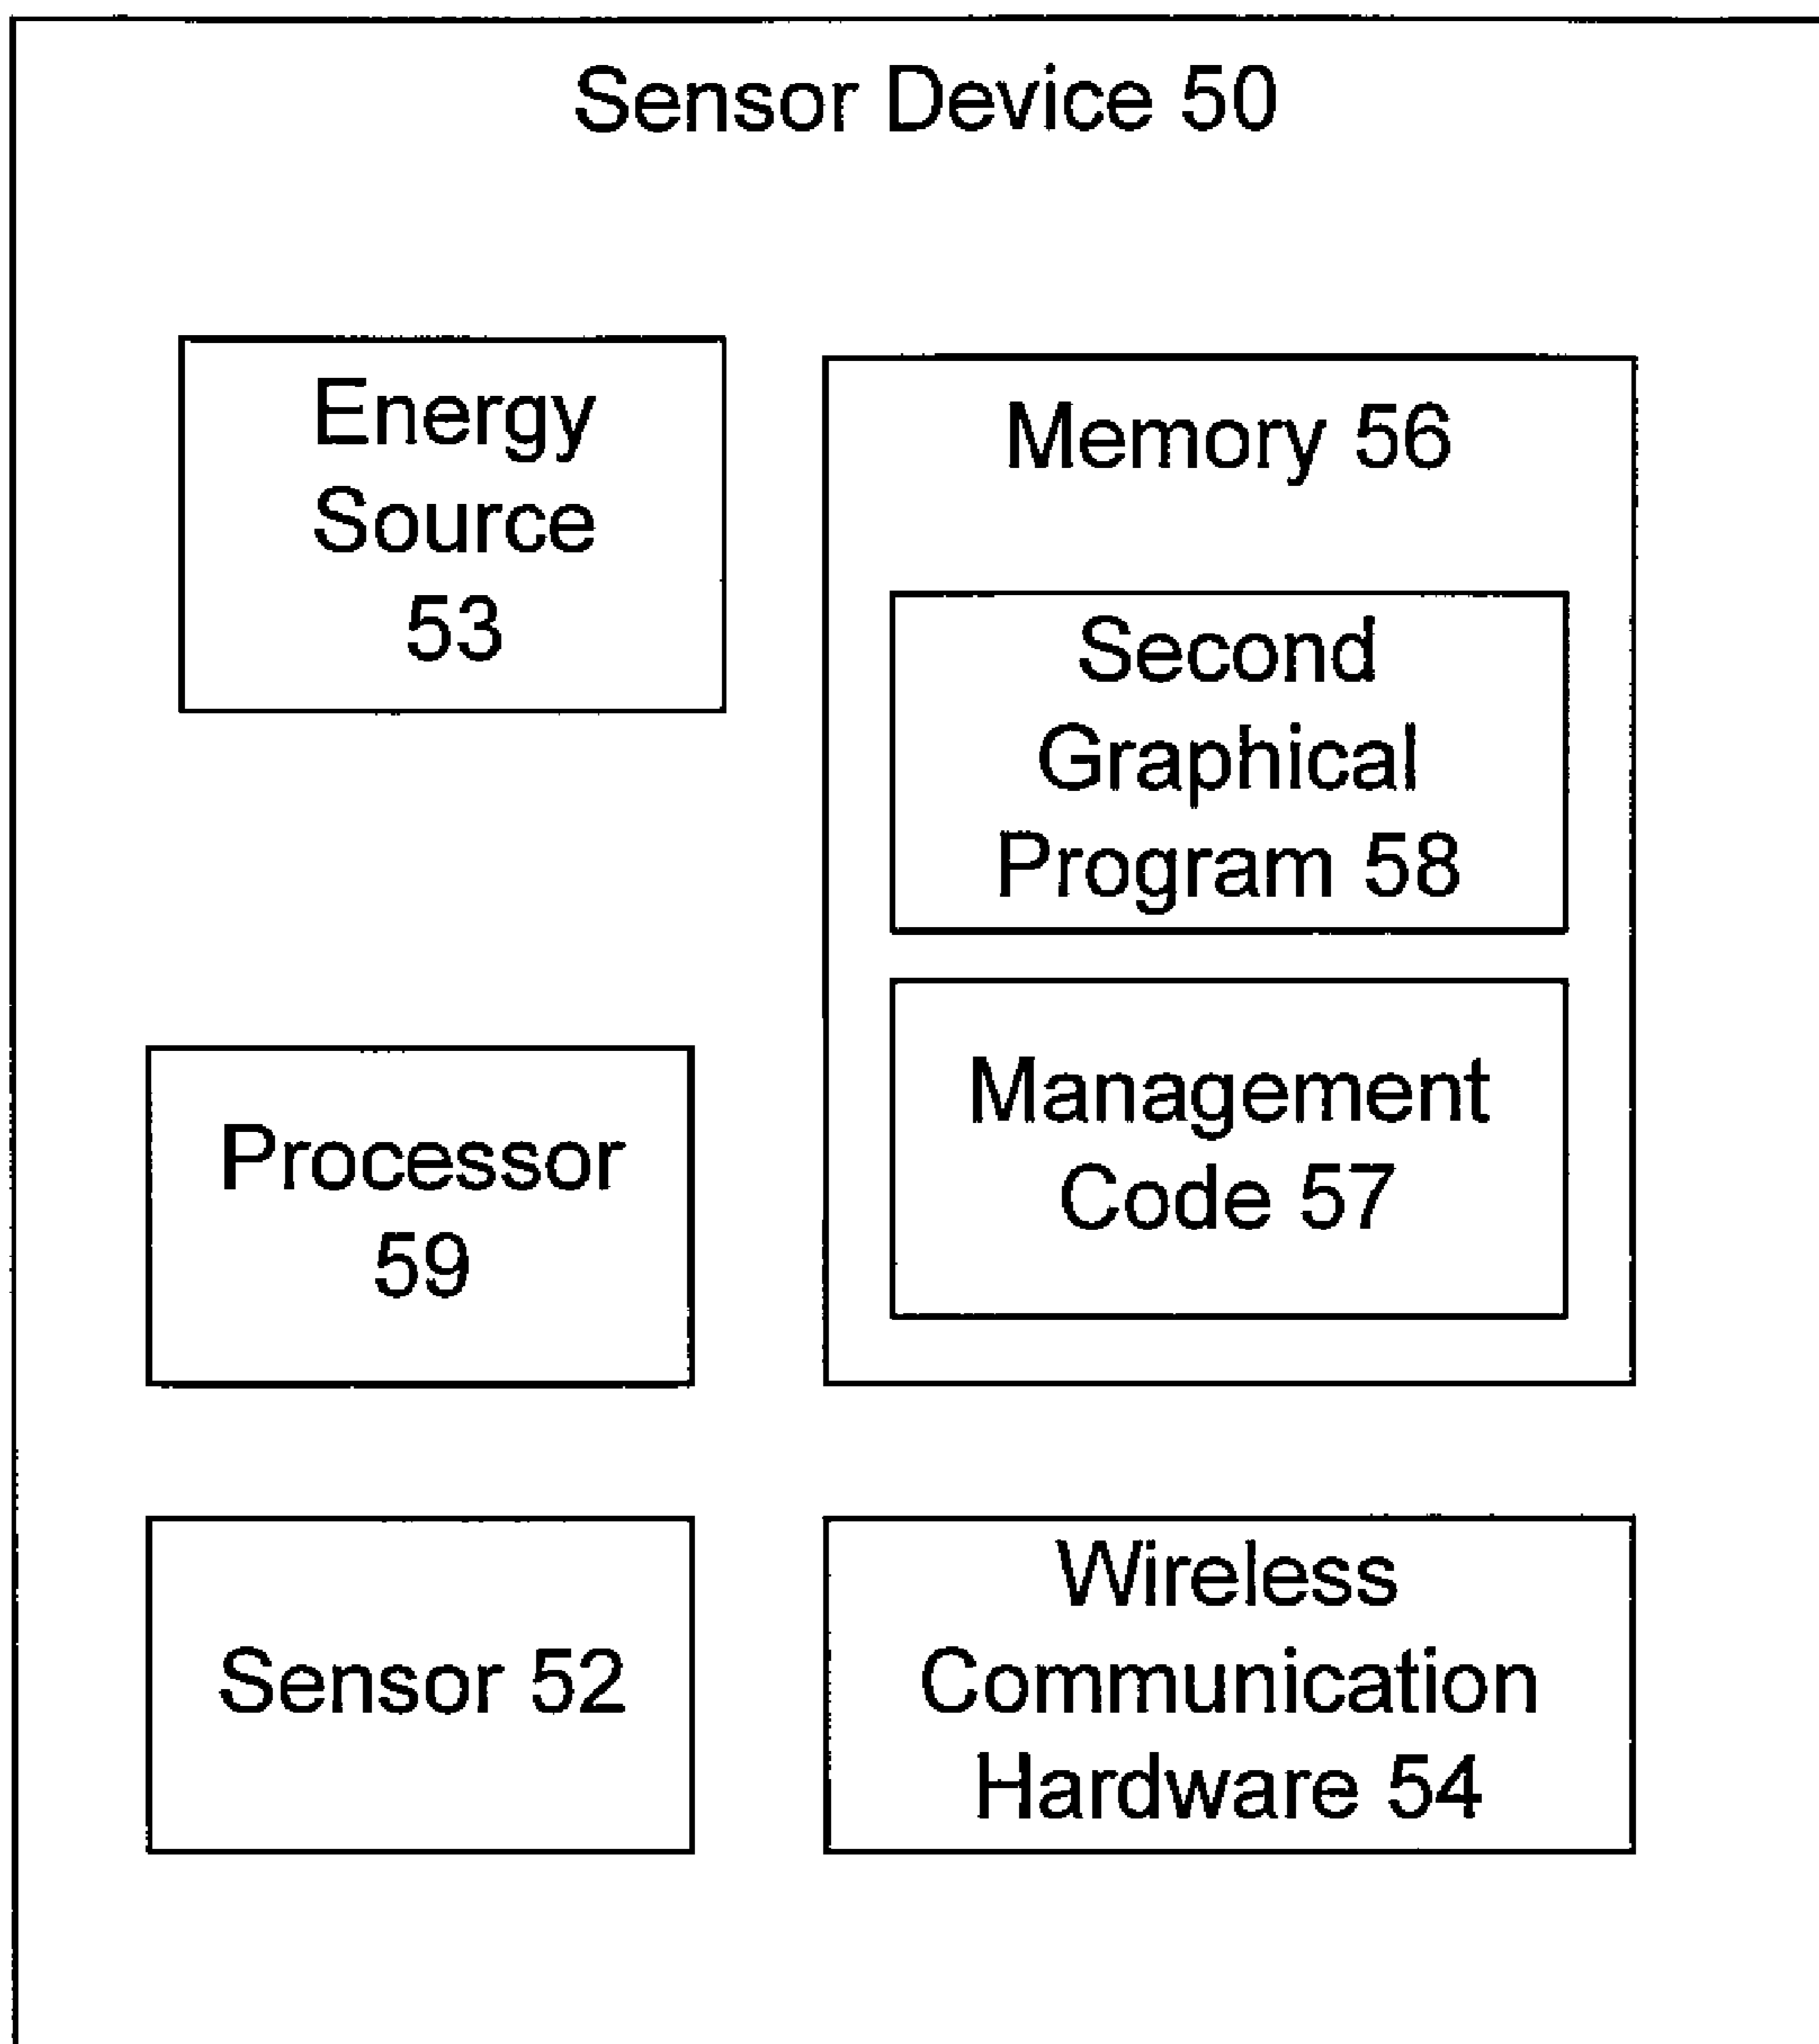 Sensor Device 50
Energy
Source
53
Memory 56
Second
Graphical
Program 58
Management
Code 57
Processor
59
Sensor 52
Wireless
Communication
Hardware 54